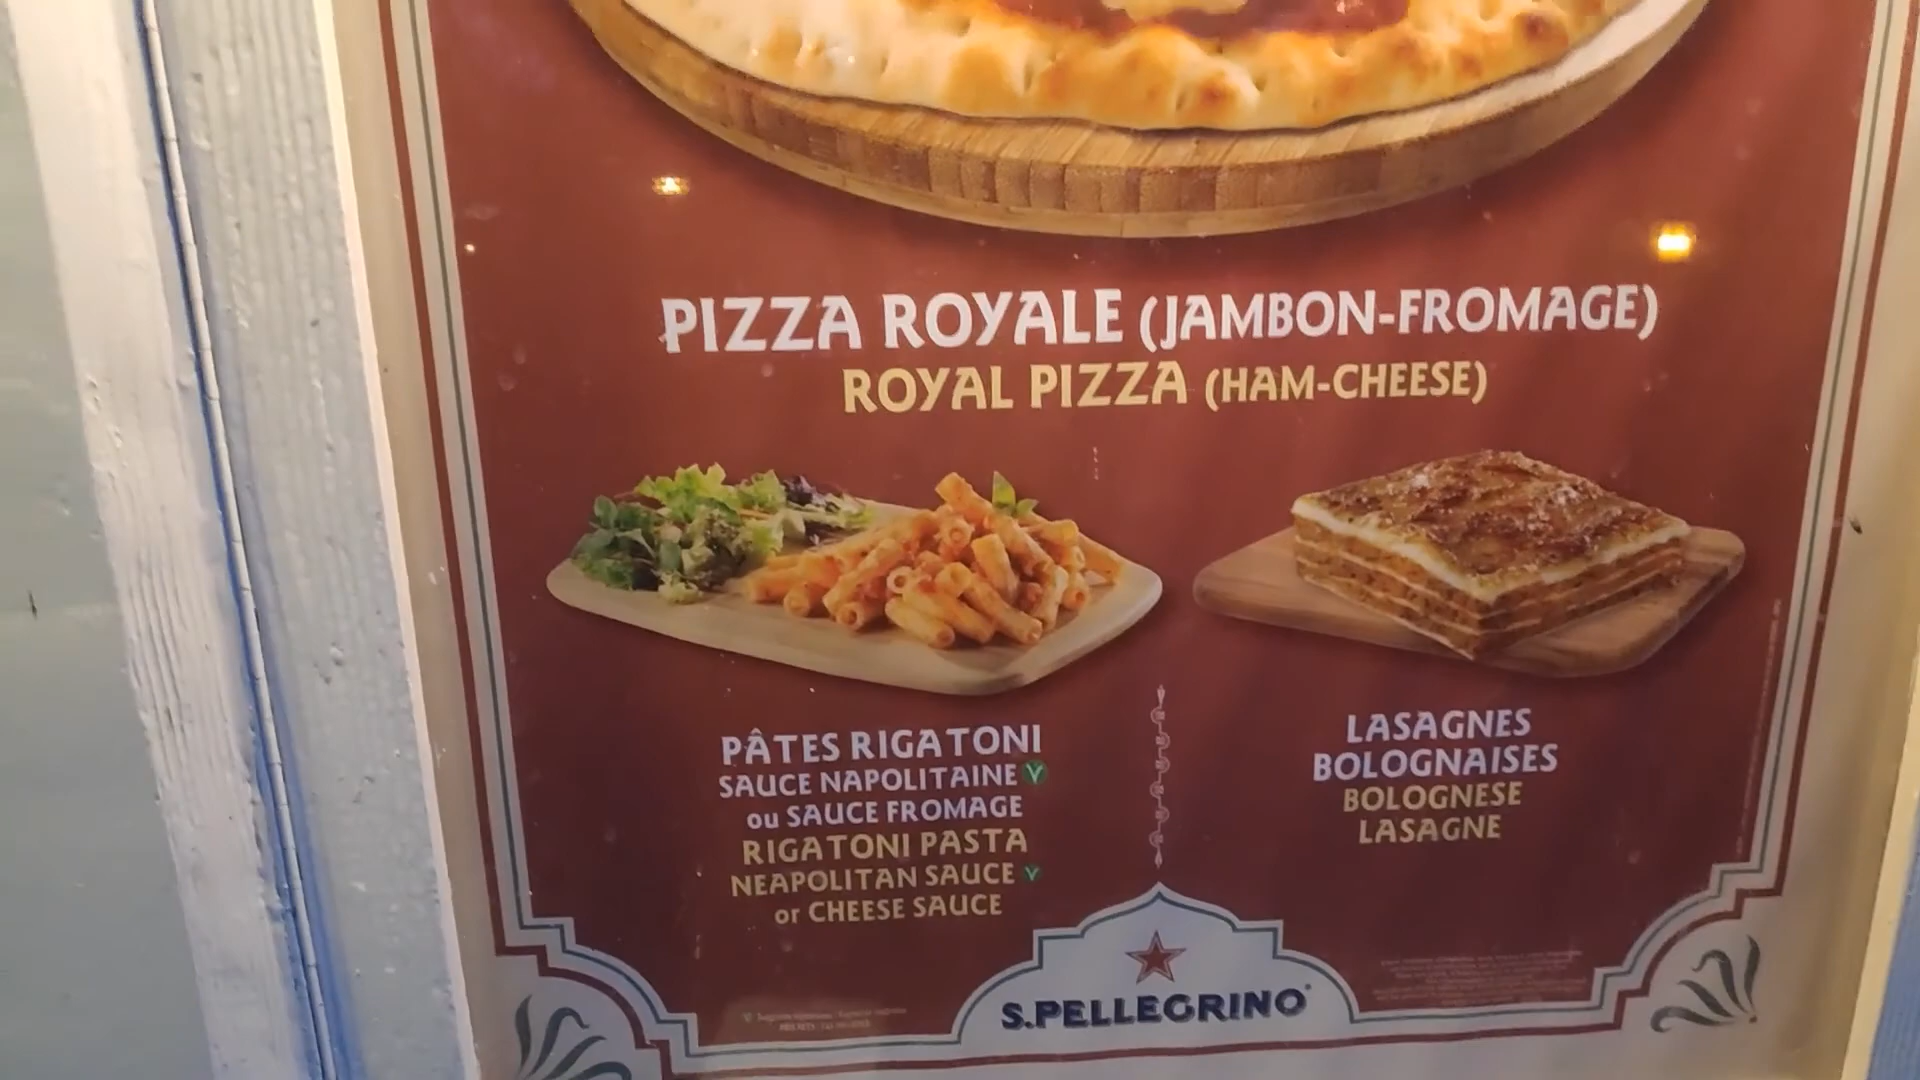 PIZZA ROYALE (JAMBON-FROMAGE)
ROYAL PIZZA (HAM-CHEESE)
PÂTES RIGATONI
SAUCE NAPOLITAINE V
ou SAUCE FROMAGE
RIGATONI PASTA
NEAPOLITAN SAUCE V
or CHEESE SAUCE
LASAGNES
BOLOGNAISES
BOLOGNESE
LASAGNE
S.PELLEGRINO